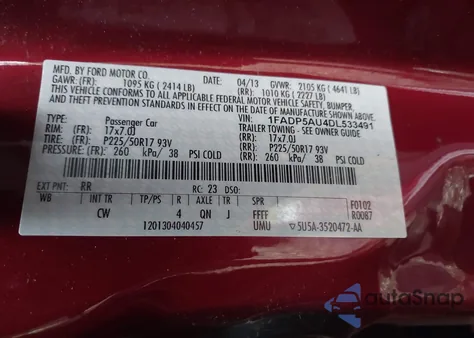 MFD. BY FORD MOTOR CO.
DATE: 04/13 GVWR: 2105 KG ( 4641 LB)
GAWR: (FR): 1095 KG ( 2414 LB) (RR): 1010 KG ( 2227 LB)
THIS VEHICLE CONFORMS TO ALL APPLICABLE FEDERAL MOTOR VEHICLE SAFETY, BUMPER,
AND THEFT PREVENTION STANDARDS IN EFFECT ON THE DATE OF MANUFACTURE SHOWN ABOVE.
VIN: 1FADP5AU4DL533491
TYPE: Passenger Car TRAILER TOWING - SEE OWNER GUIDE
RIM: (FR): 17x7.0J (RR): 17x7.0J
TIRE: (FR): P225/50R17 93V (RR): P225/50R17 93V
PRESSURE: (FR): 260 kPa/ 38 PSI COLD (RR): 260 kPa/ 38 PSI COLD
EXT PNT: RR RC: 23 DSO: F0102
WB TP/PS R AXLE TR SPR R0087
CW 4 QN J FFFF
1201304040457 UMU 5U5A-3520472-AA
autoSnap